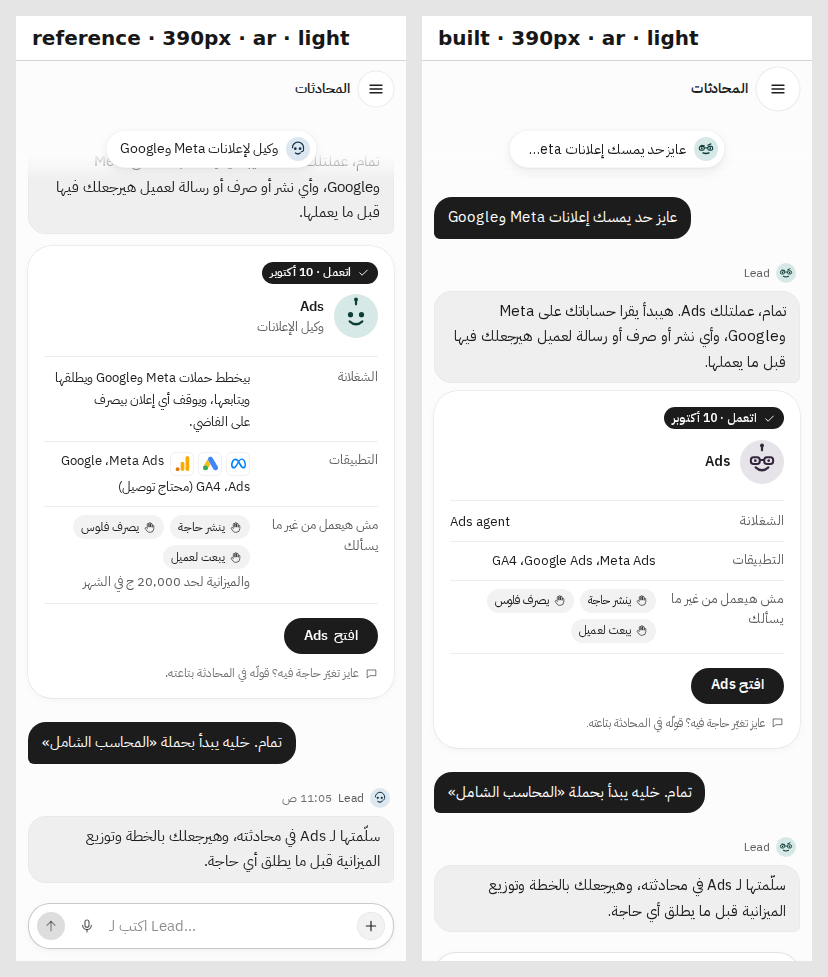 reference · 390px · ar · light
المحادثات
وكيل لإعلانات Meta وGoogle
تمام، عملتلك
وGoogle، وأي نشر أو صرف أو رسالة لعميل هيرجعلك فيها
قبل ما يعملها.
اتعمل · 10 أكتوبر
Ads
وكيل الإعلانات
الشغلانة
بيخطط حملات Meta وGoogle ويطلقها
ويتابعها، ويوقف أي إعلان بيصرف
على الفاضي.
التطبيقات
Meta Ads، Google
Ads، GA4 (محتاج توصيل)
مش هيعمل من غير ما
يسألك
ينشر حاجة
يصرف فلوس
يبعت لعميل
والميزانية لحد 20,000 ج في الشهر
افتح Ads
عايز تغيّر حاجة فيه؟ قولّه في المحادثة بتاعته.
تمام. خليه يبدأ بحملة «المحاسب الشامل»
Lead 11:05 ص
سلّمتها لـ Ads في محادثته، وهيرجعلك بالخطة وتوزيع
الميزانية قبل ما يطلق أي حاجة.
اكتب لـ Lead...
built · 390px · ar · light
المحادثات
عايز حد يمسك إعلانات eta...
عايز حد يمسك إعلانات Meta وGoogle
Lead
تمام، عملتلك Ads. هيبدأ يقرا حساباتك على Meta
وGoogle، وأي نشر أو صرف أو رسالة لعميل هيرجعلك فيها
قبل ما يعملها.
اتعمل · 10 أكتوبر
Ads
الشغلانة
Ads agent
التطبيقات
Meta Ads، Google Ads، GA4
مش هيعمل من غير ما
يسألك
ينشر حاجة
يصرف فلوس
يبعت لعميل
افتح Ads
عايز تغيّر حاجة فيه؟ قولّه في المحادثة بتاعته.
تمام. خليه يبدأ بحملة «المحاسب الشامل»
Lead
سلّمتها لـ Ads في محادثته، وهيرجعلك بالخطة وتوزيع
الميزانية قبل ما يطلق أي حاجة.